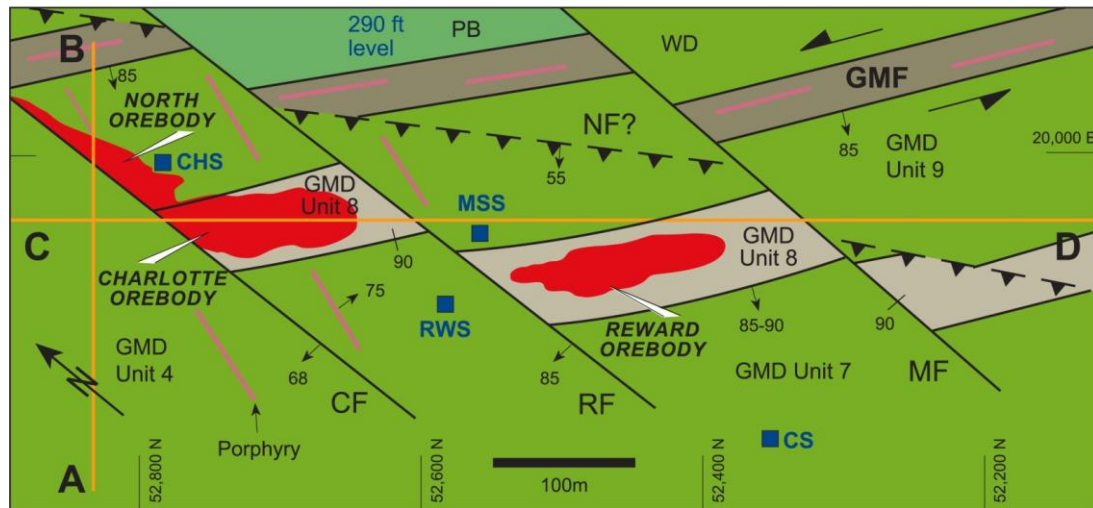 B
290 ft
level
PB
WD
85
NORTH
OREBODY
GMF
CHS
NF?
85
GMD
Unit 9
20,000 E
55
GMD
Unit 8
MSS
C
90
GMD
Unit 8
D
CHARLOTTE
OREBODY
75
RWS
REWARD
OREBODY
85-90
90
GMD
Unit 4
N
68
CF
85
RF
GMD Unit 7
MF
A
Porphyry
52,800 N
52,600 N
100m
52,400 N
CS
52,200 N